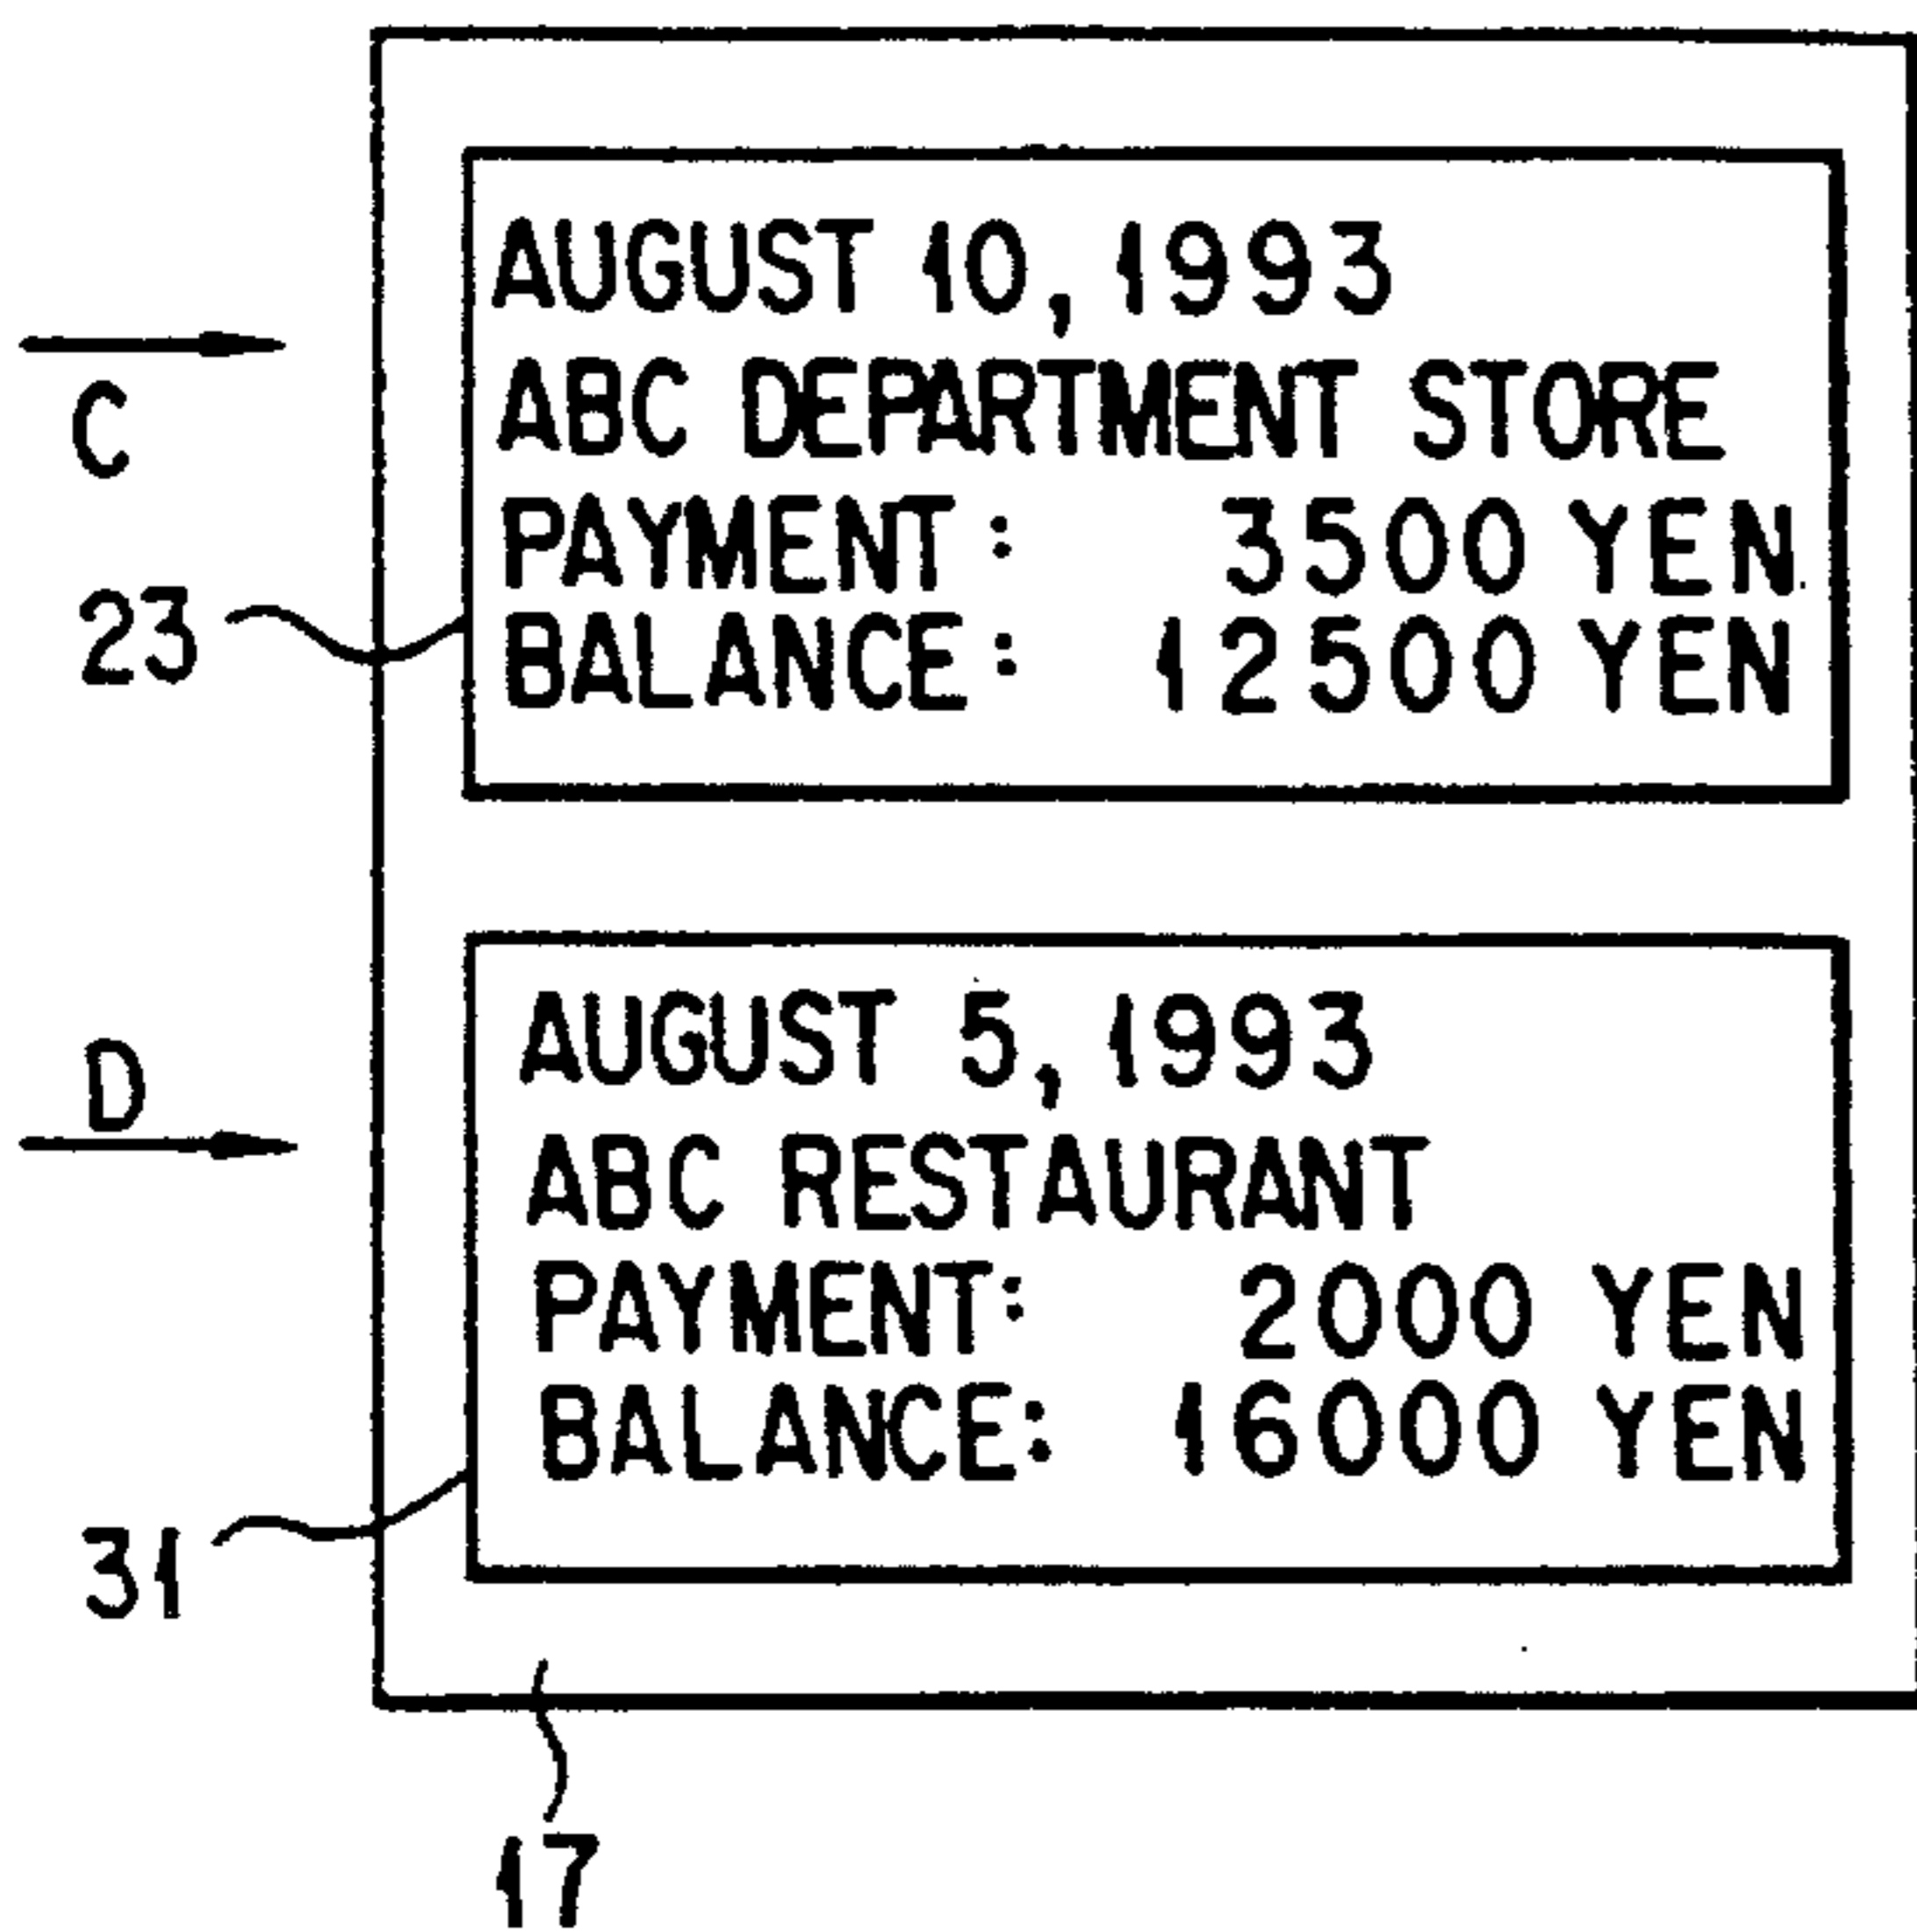 AUGUST 10, 1993
C
ABC DEPARTMENT STORE
PAYMENT: 3500 YEN
23
BALANCE: 12500 YEN
AUGUST 5, 1993
D
ABC RESTAURANT
PAYMENT: 2000 YEN
BALANCE: 16000 YEN
31
17